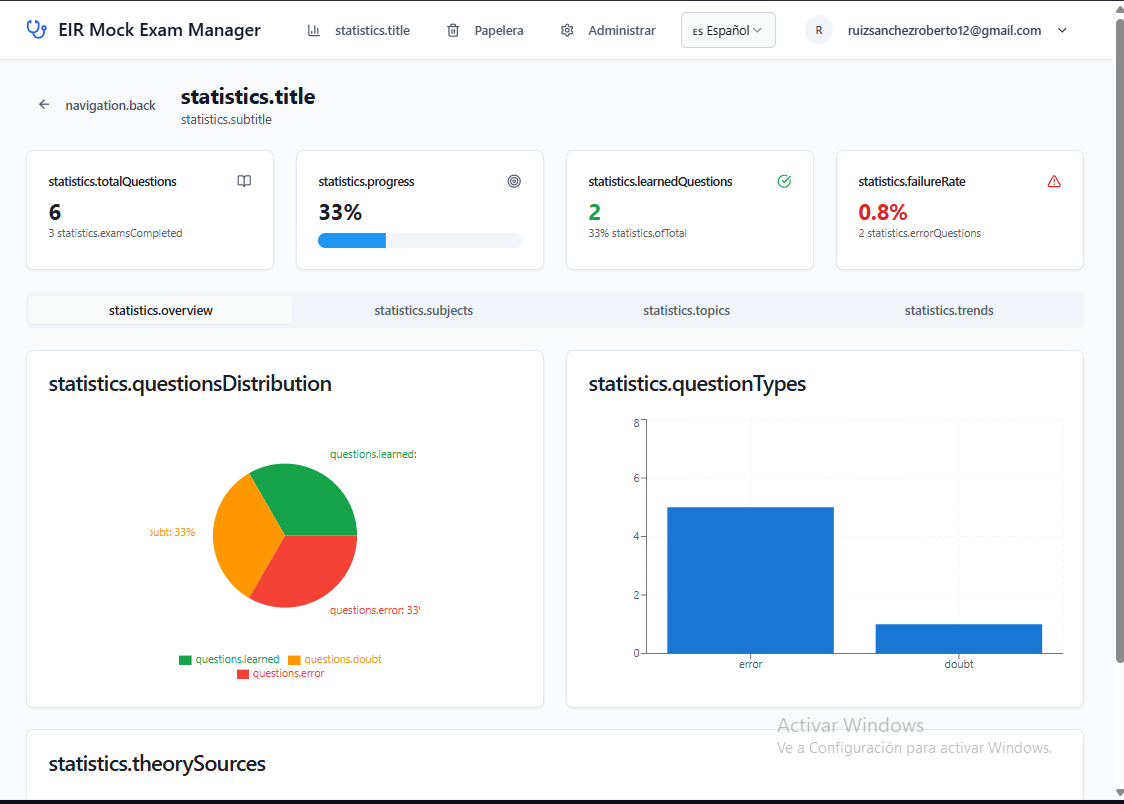 EIR Mock Exam Manager statistics.title Papelera Administrar ES Español R ruizsanchezroberto12@gmail.com
navigation.back
statistics.title
statistics.subtitle
statistics.totalQuestions
6
3 statistics.examsCompleted
statistics.progress
33%
statistics.learnedQuestions
2
33% statistics.ofTotal
statistics.failureRate
0.8%
2 statistics.errorQuestions
statistics.overview statistics.subjects statistics.topics statistics.trends
statistics.questionsDistribution
questions.learned:
oubt: 33%
questions.error: 33
questions.learned questions.doubt
questions.error
statistics.questionTypes
8
6
4
2
0
error doubt
Activar Windows
Ve a Configuración para activar Windows.
statistics.theorySources